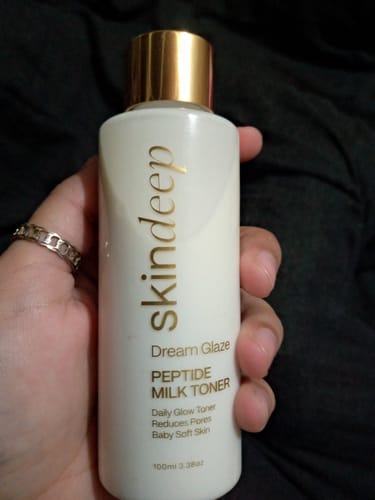 skindeep
Dream Glaze
PEPTIDE
MILK TONER
Daily Glow Toner
Reduces Pores
Baby Soft Skin
100ml 3.38oz